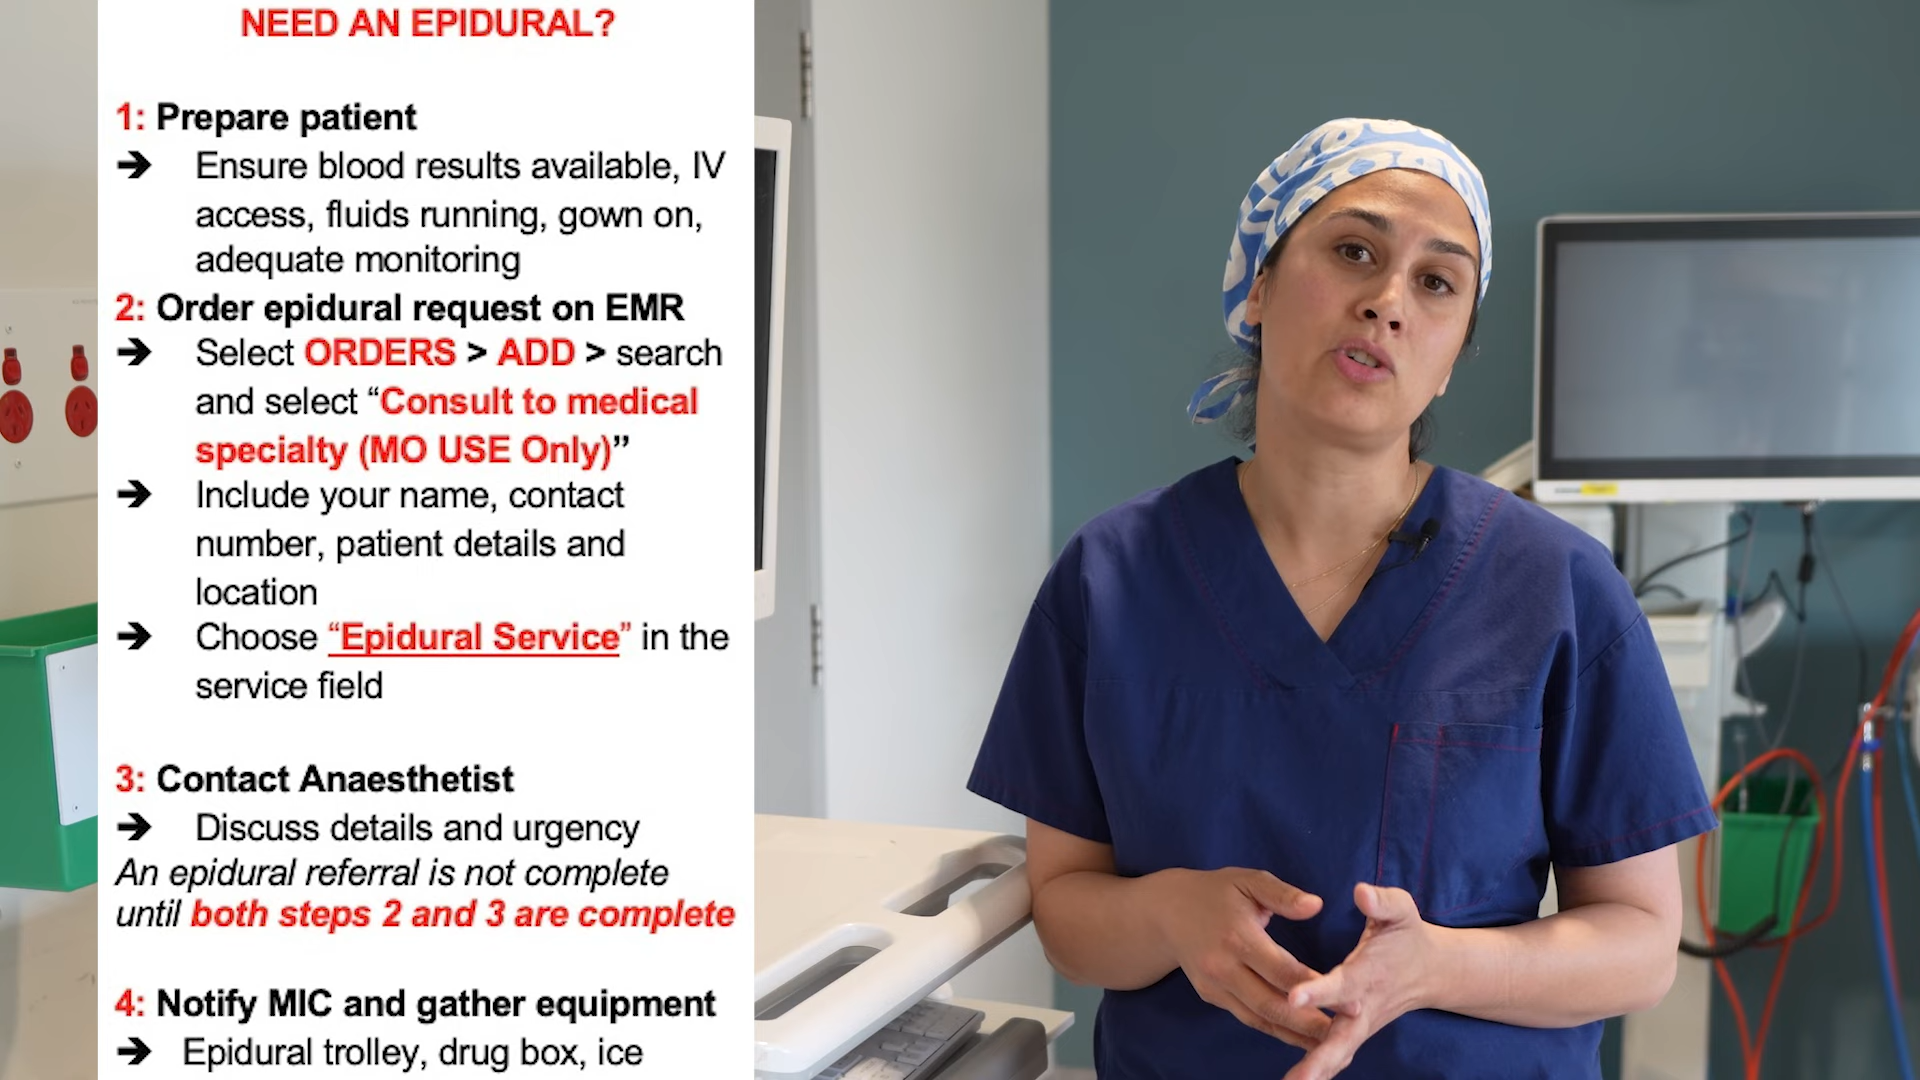 NEED AN EPIDURAL?
1: Prepare patient
➔ Ensure blood results available, IV
access, fluids running, gown on,
adequate monitoring
2: Order epidural request on EMR
➔ Select ORDERS > ADD > search
and select “Consult to medical
specialty (MO USE Only)”
➔ Include your name, contact
number, patient details and
location
➔ Choose “Epidural Service” in the
service field
3: Contact Anaesthetist
➔ Discuss details and urgency
An epidural referral is not complete
until both steps 2 and 3 are complete
4: Notify MIC and gather equipment
➔ Epidural trolley, drug box, ice